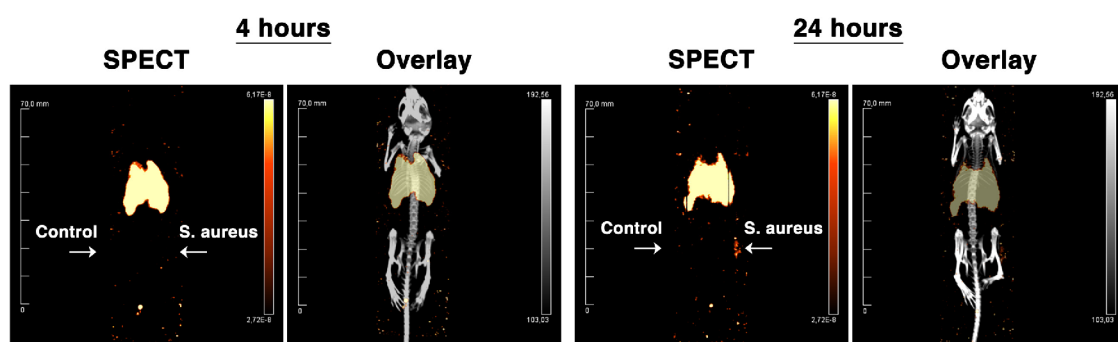 4 hours
24 hours
SPECT
Overlay
SPECT
Overlay
70,0 mm
6,17E-8
Control
S. aureus
0
2,72E-8
70,0 mm
192,56
0
103,03
70,0 mm
6,17E-8
Control
S. aureus
0
2,72E-8
70,0 mm
192,56
0
103,03